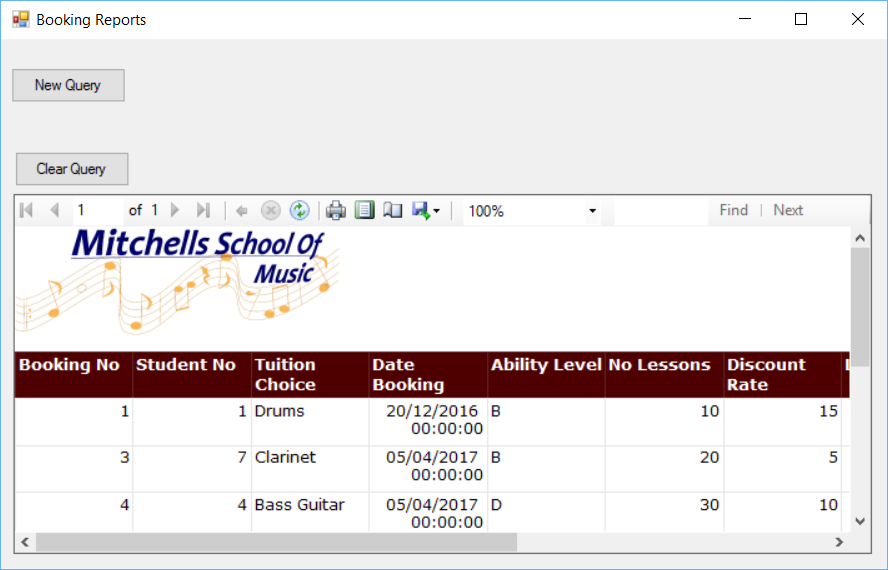 Booking Reports
New Query
Clear Query
1 of 1 100% Find Next
Mitchells School Of
Music
Booking No Student No Tuition Choice Date Booking Ability Level No Lessons Discount Rate
1 1 Drums 20/12/2016 00:00:00 B 10 15
3 7 Clarinet 05/04/2017 00:00:00 B 20 5
4 4 Bass Guitar 05/04/2017 00:00:00 D 30 10